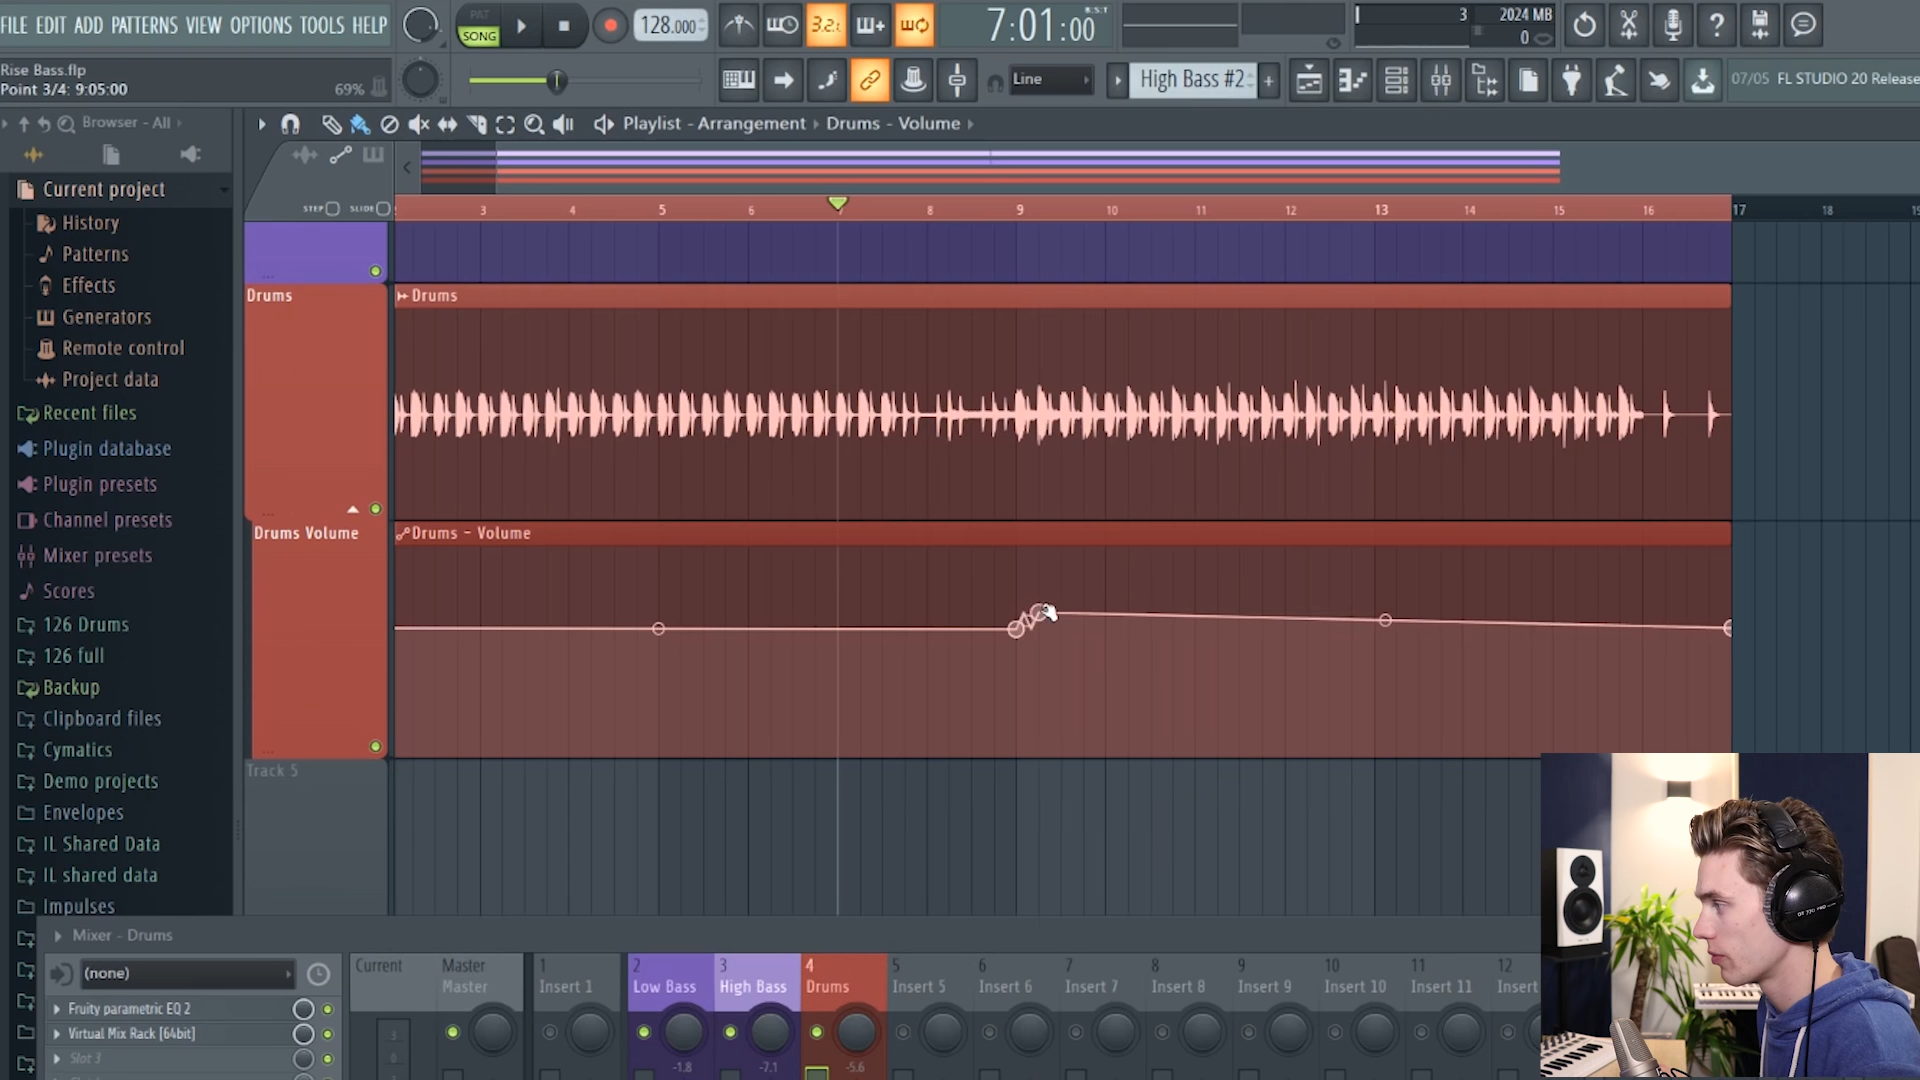 FILE EDIT ADD PATTERNS VIEW OPTIONS TOOLS HELP
PAT
SONG
128.000
3.2.
7:01:00
B:S:T
3
2024 MB
0
Rise Bass.flp
Point 3/4: 9:05:00
69%
Line
High Bass #2
+
07/05 FL STUDIO 20 Release
Browser - All
Playlist - Arrangement
Drums - Volume
Current project
History
Patterns
Effects
Generators
Remote control
Project data
Recent files
Plugin database
Plugin presets
Channel presets
Mixer presets
Scores
126 Drums
126 full
Backup
Clipboard files
Cymatics
Demo projects
Envelopes
IL Shared Data
IL shared data
Impulses
STEP SLIDE
3 4 5 6 7 8 9 10 11 12 13 14 15 16 17 18 19
Drums
Drums
Drums Volume
Drums - Volume
Track 5
Mixer - Drums
(none)
Fruity parametric EQ 2
Virtual Mix Rack [64bit]
Slot 3
Current
Master
Master
1
Insert 1
2
Low Bass
-1.8
3
High Bass
-7.1
4
Drums
-5.6
5
Insert 5
6
Insert 6
7
Insert 7
8
Insert 8
9
Insert 9
10
Insert 10
11
Insert 11
12
Insert
3
0
DT 770 PRO